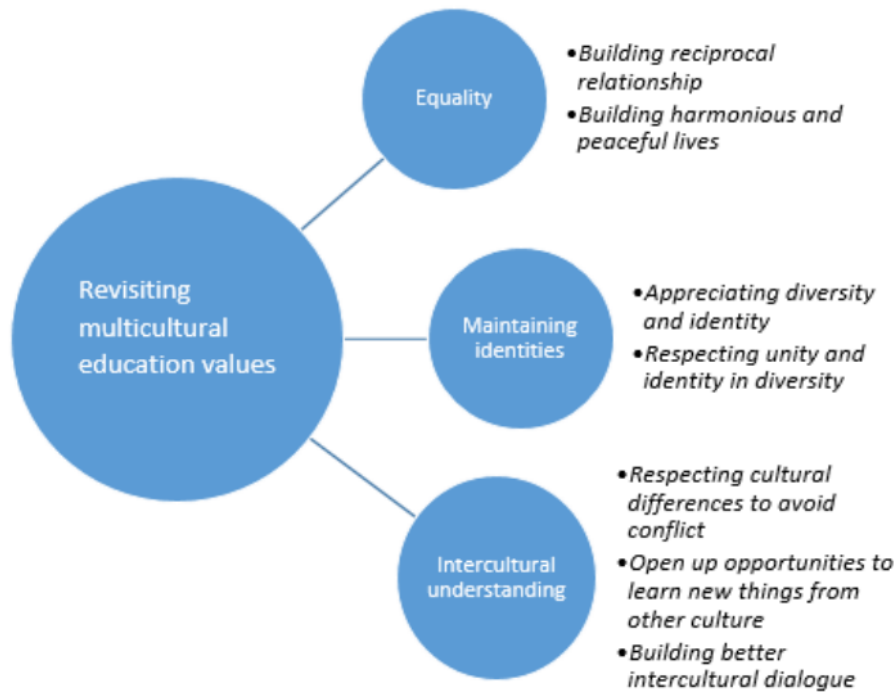 Equality
•Building reciprocal
relationship
•Building harmonious and
peaceful lives
Revisiting
multicultural
education values
Maintaining
identities
•Appreciating diversity
and identity
•Respecting unity and
identity in diversity
Intercultural
understanding
•Respecting cultural
differences to avoid
conflict
•Open up opportunities to
learn new things from
other culture
•Building better
intercultural dialogue